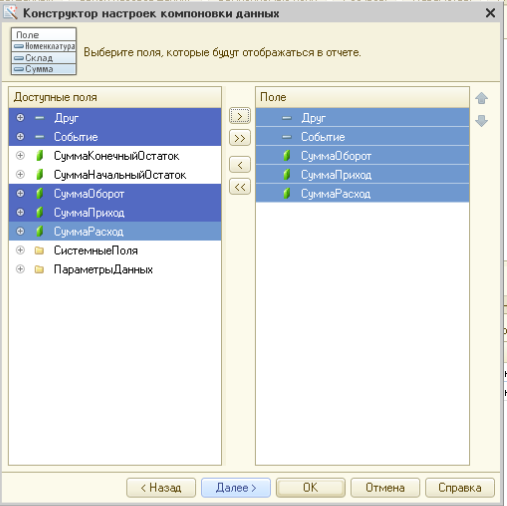 Конструктор настроек компоновки данных
Поле
Номенклатура
Склад
Сумма
Выберите поля, которые будут отображаться в отчете.
Доступные поля
Друг
Событие
СуммаКонечныйОстаток
СуммаНачальныйОстаток
СуммаОборот
СуммаПриход
СуммаРасход
СистемныеПоля
ПараметрыДанных
>
>>
<
<<
Поле
Друг
Событие
СуммаОборот
СуммаПриход
СуммаРасход
< Назад
Далее >
OK
Отмена
Справка